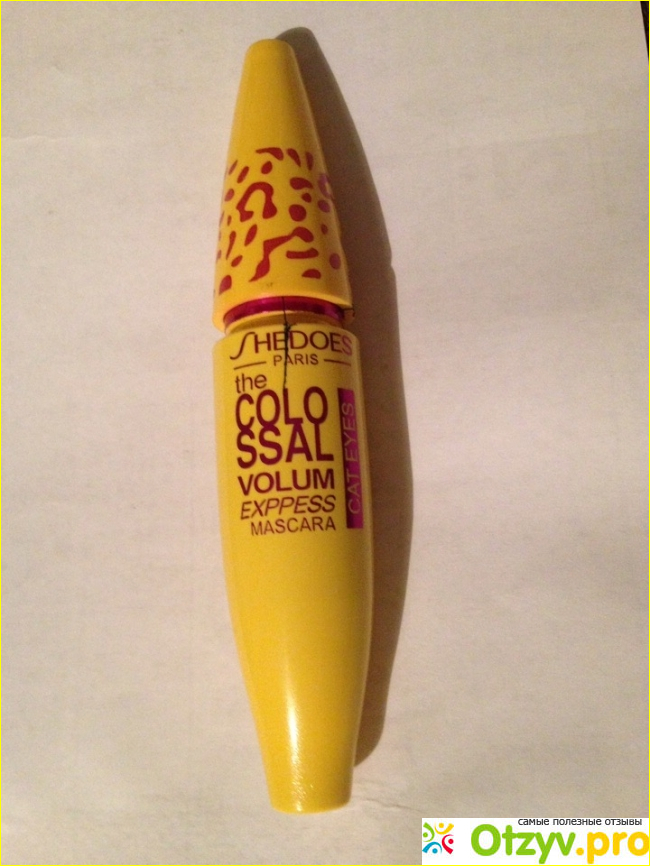 SHEDOES
PARIS
the
COLO
SSAL
VOLUM
EXPPESS
MASCARA
CAT EYES
самые полезные отзывы
Otzyv.pro